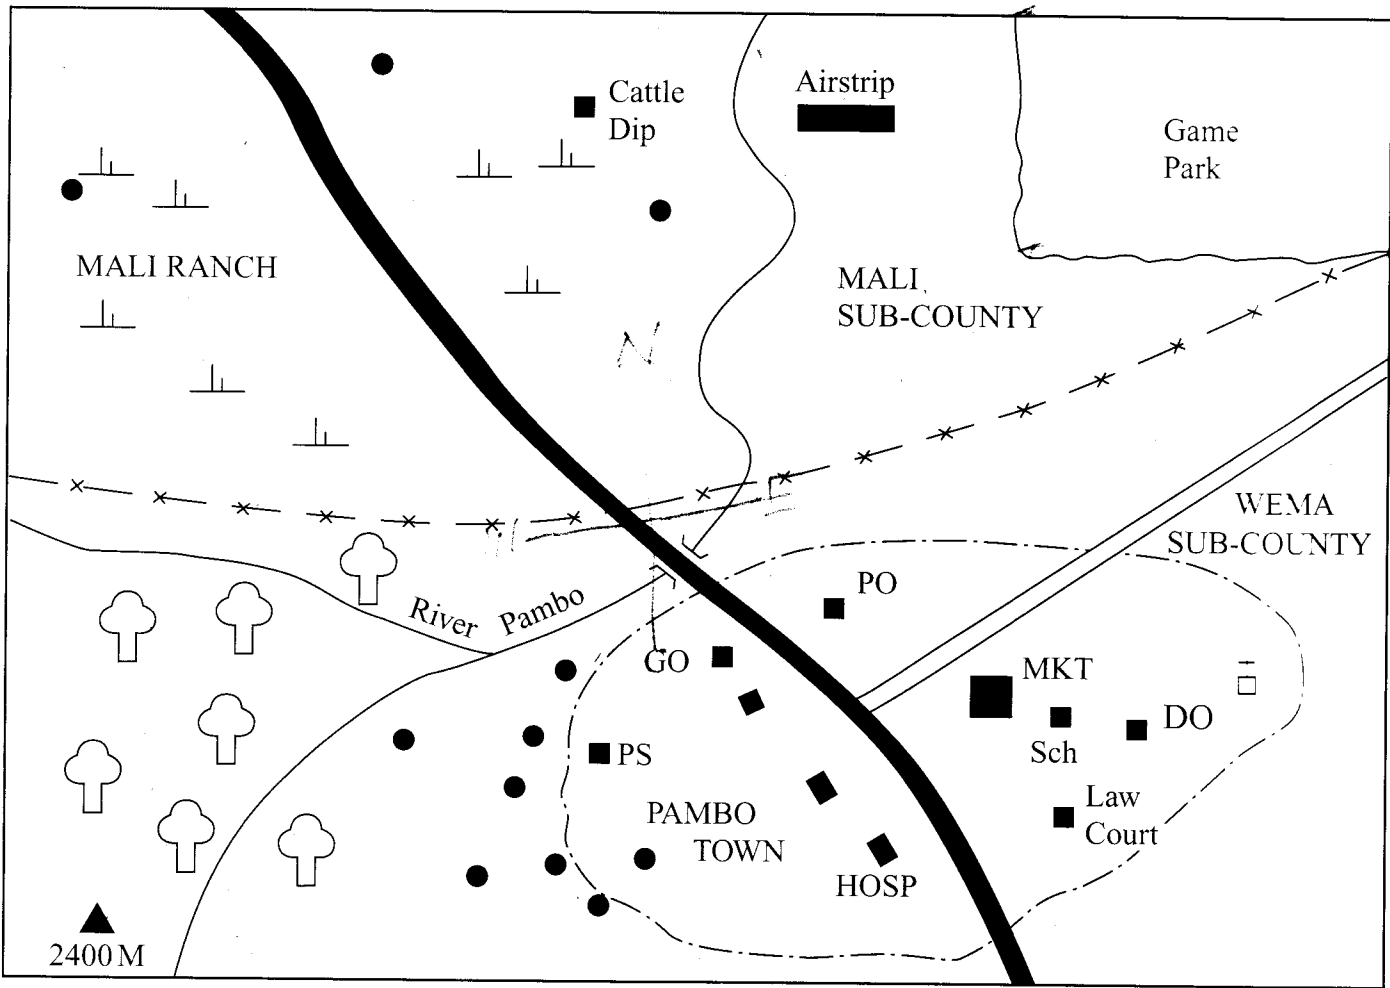 Cattle
Dip
Airstrip
Game
Park
MALI RANCH
MALI
SUB-COUNTY
N
WEMA
SUB-COUNTY
River Pambo
PO
GO
MKT
Sch
DO
PS
Law
Court
PAMBO
TOWN
HOSP
2400 M